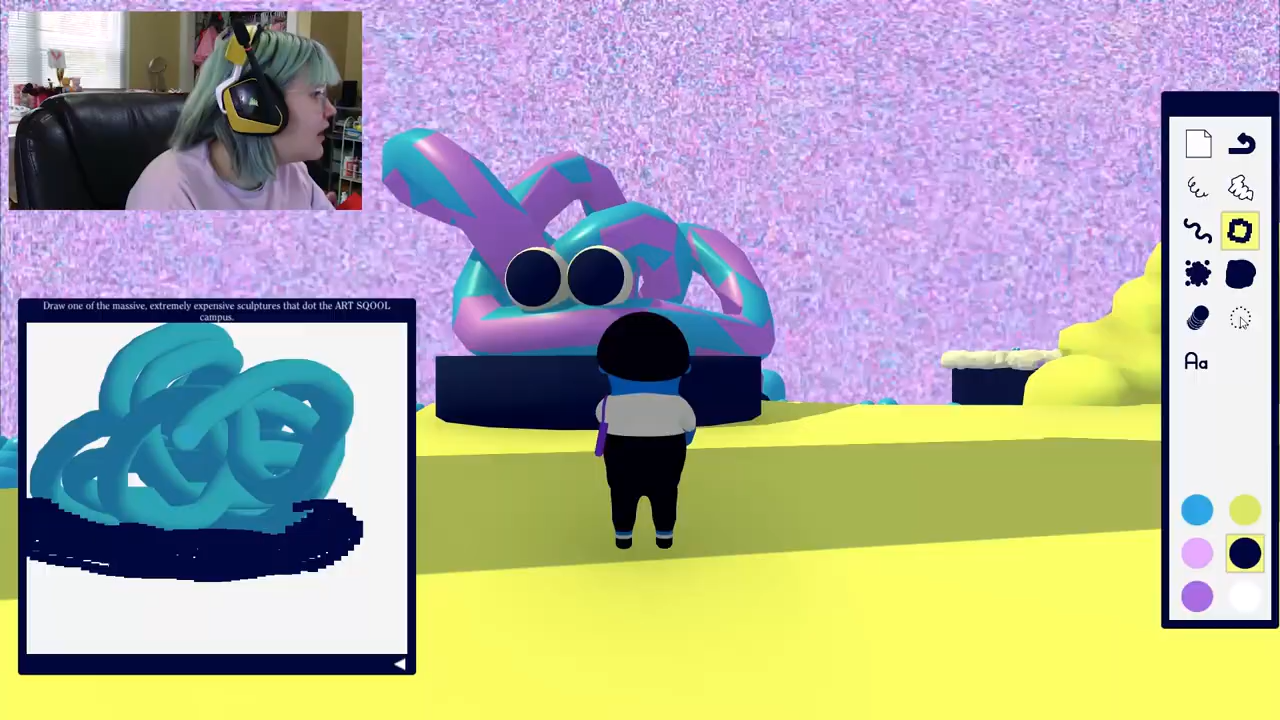 Draw one of the massive, extremely expensive sculptures that dot the ART SQOOL
campus.
Aa